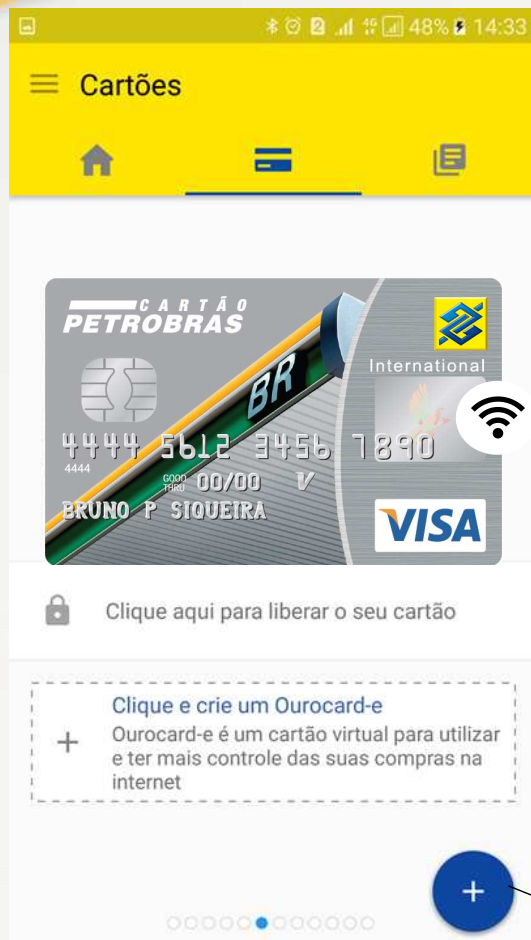 48% 14:33
Cartões
CARTÃO
PETROBRAS
BR
International
4444 5612 3456 7890
4444
GOOD THRU 00/00 V
BRUNO P SIQUEIRA
VISA
Clique aqui para liberar o seu cartão
Clique e crie um Ourocard-e
Ourocard-e é um cartão virtual para utilizar
e ter mais controle das suas compras na
internet